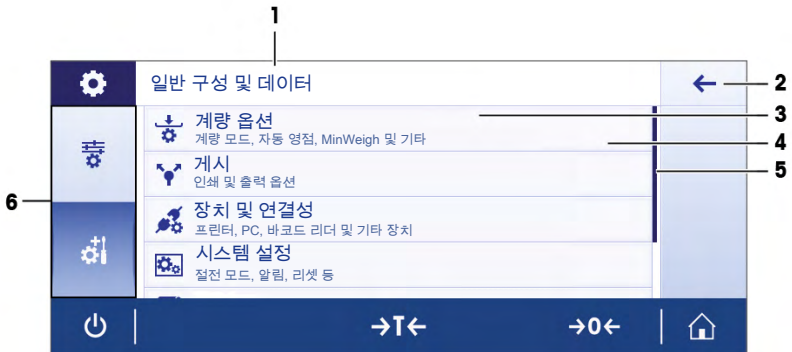 1
일반 구성 및 데이터
2
계량 옵션
3
계량 모드, 자동 영점, MinWeigh 및 기타
4
게시
5
인쇄 및 출력 옵션
6
장치 및 연결성
프린터, PC, 바코드 리더 및 기타 장치
시스템 설정
절전 모드, 알림, 리셋 등
→T←
→0←